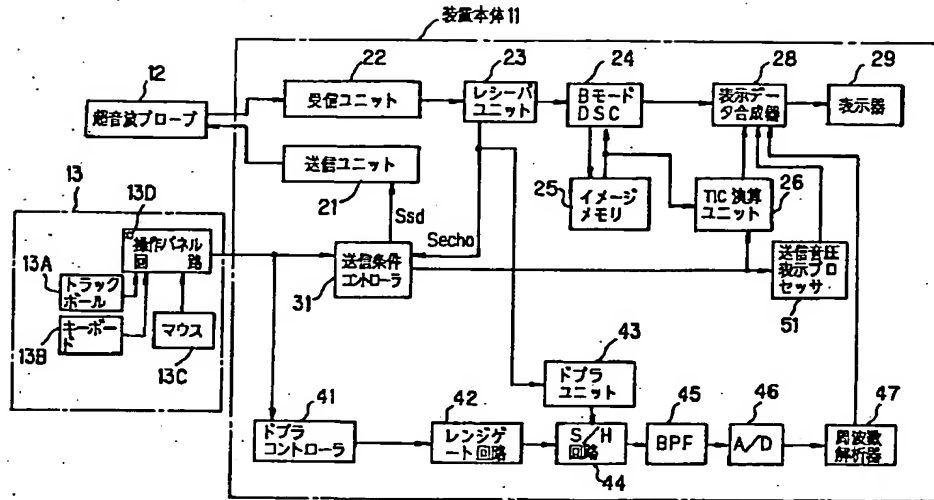 装置本体11
12
超音波プローブ
22
受信ユニット
23
レシーバ
ユニット
24
Bモード
DSC
28
表示デー
タ合成器
29
表示器
送信ユニット
21
25
イメージ
メモリ
TIC演算
ユニット
26
Ssd
Secho
13
13D
操作パネル
回路
13A
トラック
ボール
13B
キーボー
ド
マウス
13C
送信条件
コントローラ
31
送信音圧
表示プロ
セッサ
51
43
ドプラ
ユニット
41
ドプラ
コントローラ
42
レンジゲ
ート回路
S/H
回路
44
45
BPF
46
A/D
47
周波数
解析器